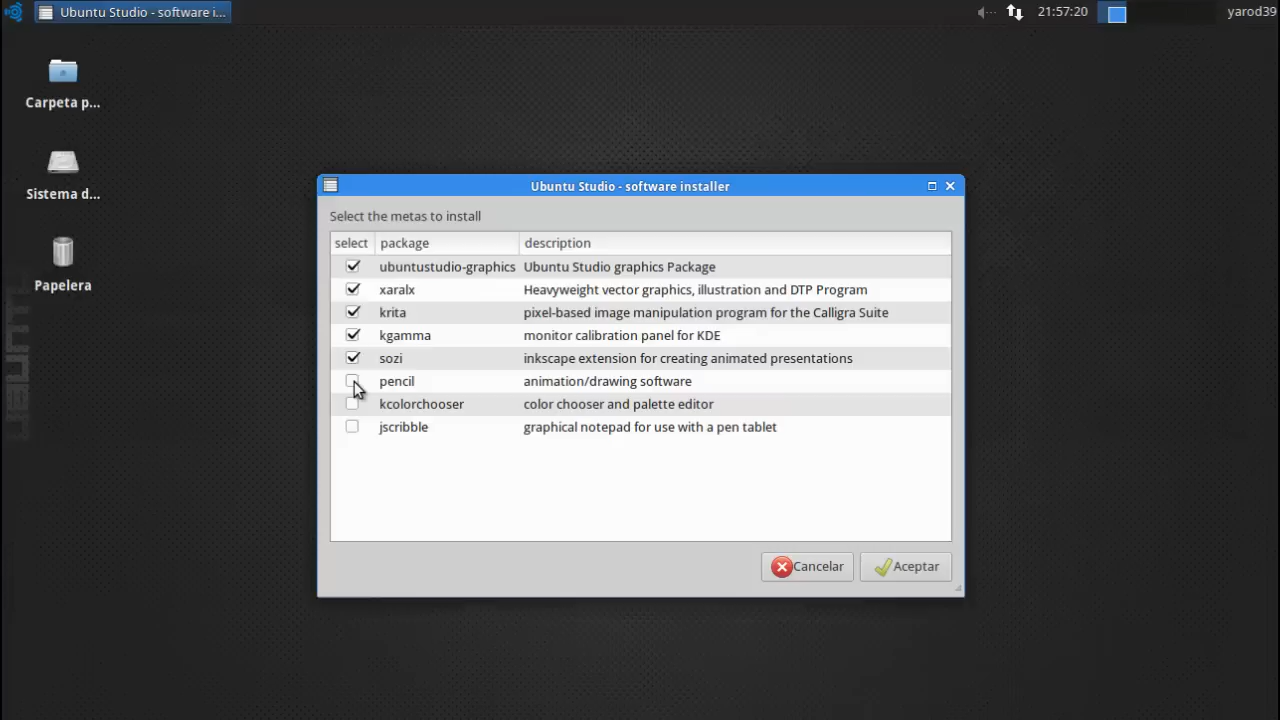 Ubuntu Studio - software i...
21:57:20
yarod39
Carpeta p...
Sistema d...
Papelera
UBUNTU
Ubuntu Studio - software installer
Select the metas to install
select package description
ubuntustudio-graphics Ubuntu Studio graphics Package
xaralx Heavyweight vector graphics, illustration and DTP Program
krita pixel-based image manipulation program for the Calligra Suite
kgamma monitor calibration panel for KDE
sozi inkscape extension for creating animated presentations
pencil animation/drawing software
kcolorchooser color chooser and palette editor
jscribble graphical notepad for use with a pen tablet
Cancelar Aceptar